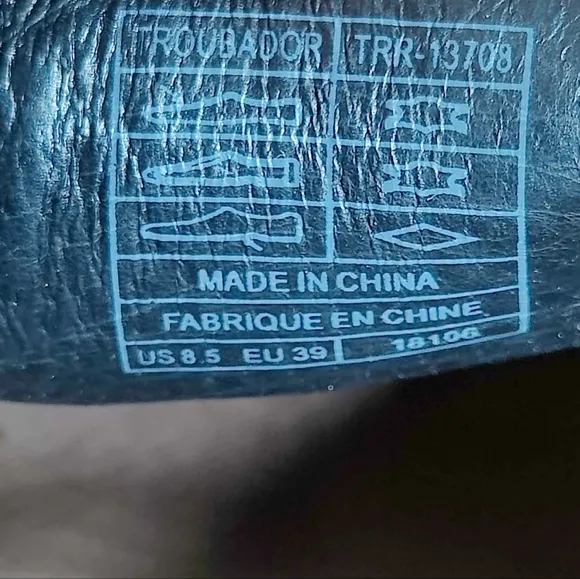 TROUBADOR TRR-13708
MADE IN CHINA
FABRIQUE EN CHINE
US 8.5 EU 39 18106